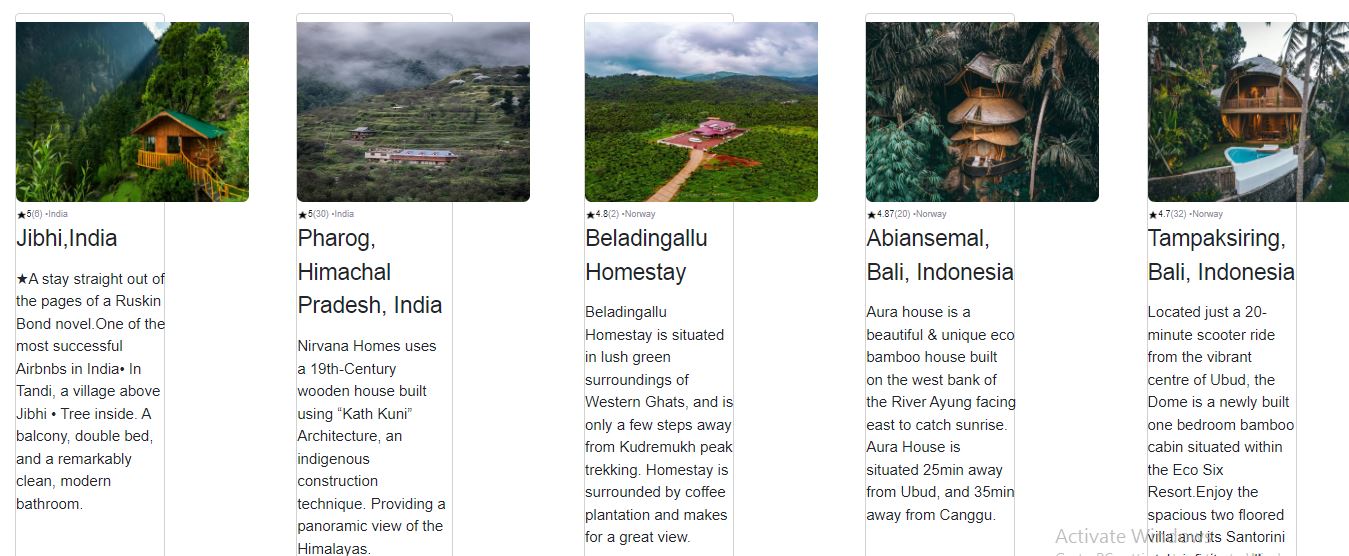 ★5(6) •India
Jibhi,India
★A stay straight out of
the pages of a Ruskin
Bond novel.One of the
most successful
Airbnbs in India• In
Tandi, a village above
Jibhi • Tree inside. A
balcony, double bed,
and a remarkably
clean, modern
bathroom.
★5(30) •India
Pharog,
Himachal
Pradesh, India
Nirvana Homes uses
a 19th-Century
wooden house built
using “Kath Kuni”
Architecture, an
indigenous
construction
technique. Providing a
panoramic view of the
Himalayas.
★4.8(2) •Norway
Beladingallu
Homestay
Beladingallu
Homestay is situated
in lush green
surroundings of
Western Ghats, and is
only a few steps away
from Kudremukh peak
trekking. Homestay is
surrounded by coffee
plantation and makes
for a great view.
★4.87(20) •Norway
Abiansemal,
Bali, Indonesia
Aura house is a
beautiful & unique eco
bamboo house built
on the west bank of
the River Ayung facing
east to catch sunrise.
Aura House is
situated 25min away
from Ubud, and 35min
away from Canggu.
★4.7(32) •Norway
Tampaksiring,
Bali, Indonesia
Located just a 20-
minute scooter ride
from the vibrant
centre of Ubud, the
Dome is a newly built
one bedroom bamboo
cabin situated within
the Eco Six
Resort.Enjoy the
spacious two floored
villa and its Santorini
Activate Windows